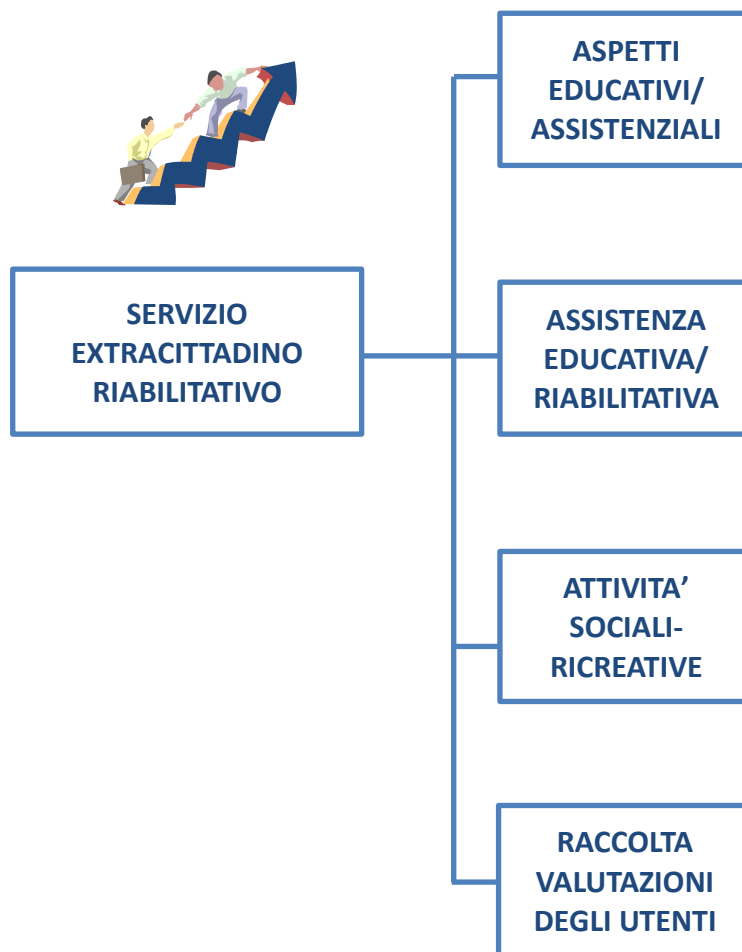 ASPETTI
EDUCATIVI/
ASSISTENZIALI
SERVIZIO
EXTRACITTADINO
RIABILITATIVO
ASSISTENZA
EDUCATIVA/
RIABILITATIVA
ATTIVITA’
SOCIALI-
RICREATIVE
RACCOLTA
VALUTAZIONI
DEGLI UTENTI